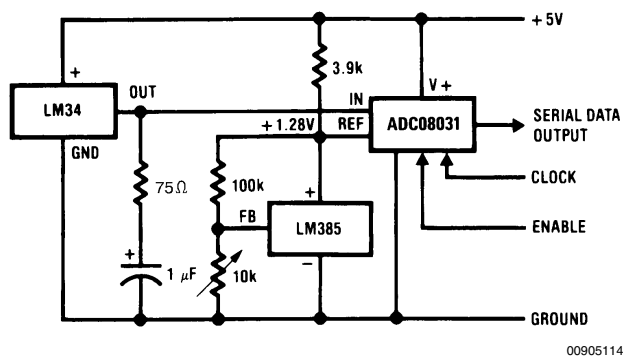 +5V
3.9k
+
V+
LM34
OUT
IN
ADC08031
SERIAL DATA
OUTPUT
+1.28V
REF
GND
CLOCK
75Ω
100k
+
FB
LM385
ENABLE
+
1 μF
10k
−
GROUND
00905114